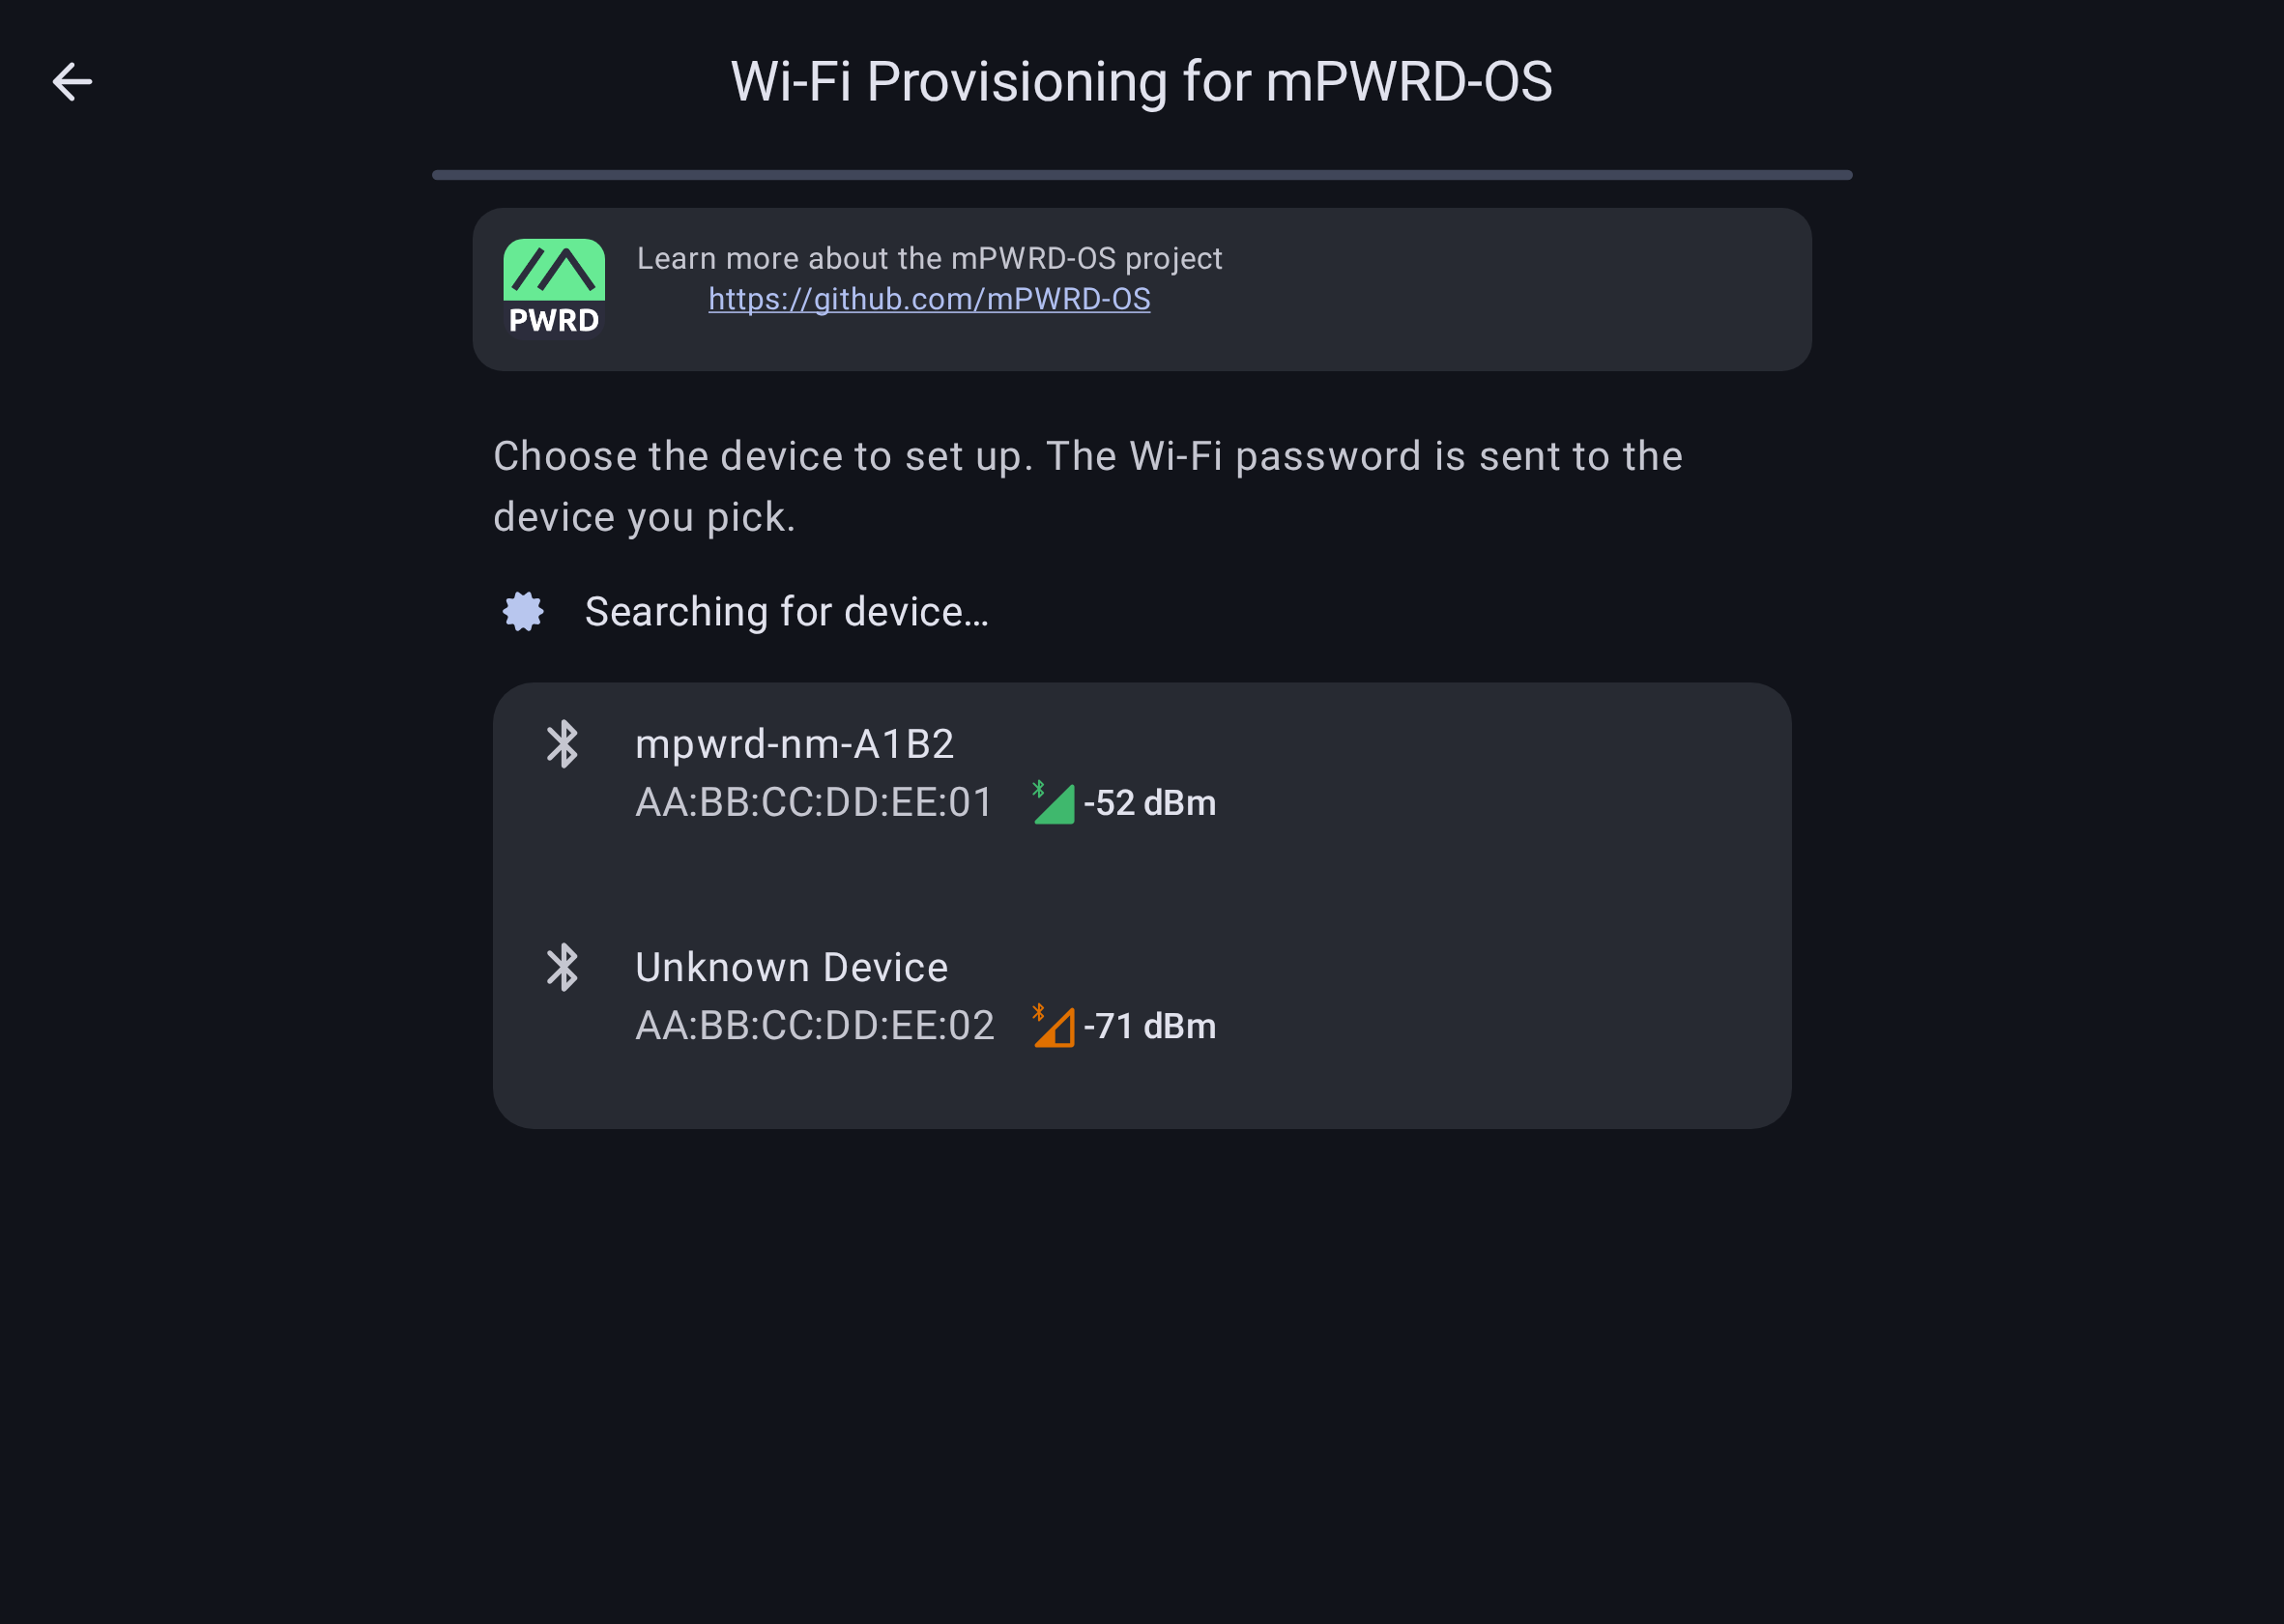 Wi-Fi Provisioning for mPWRD-OS
PWRD
Learn more about the mPWRD-OS project
https://github.com/mPWRD-OS
Choose the device to set up. The Wi-Fi password is sent to the
device you pick.
Searching for device…
mpwrd-nm-A1B2
AA:BB:CC:DD:EE:01 -52 dBm
Unknown Device
AA:BB:CC:DD:EE:02 -71 dBm